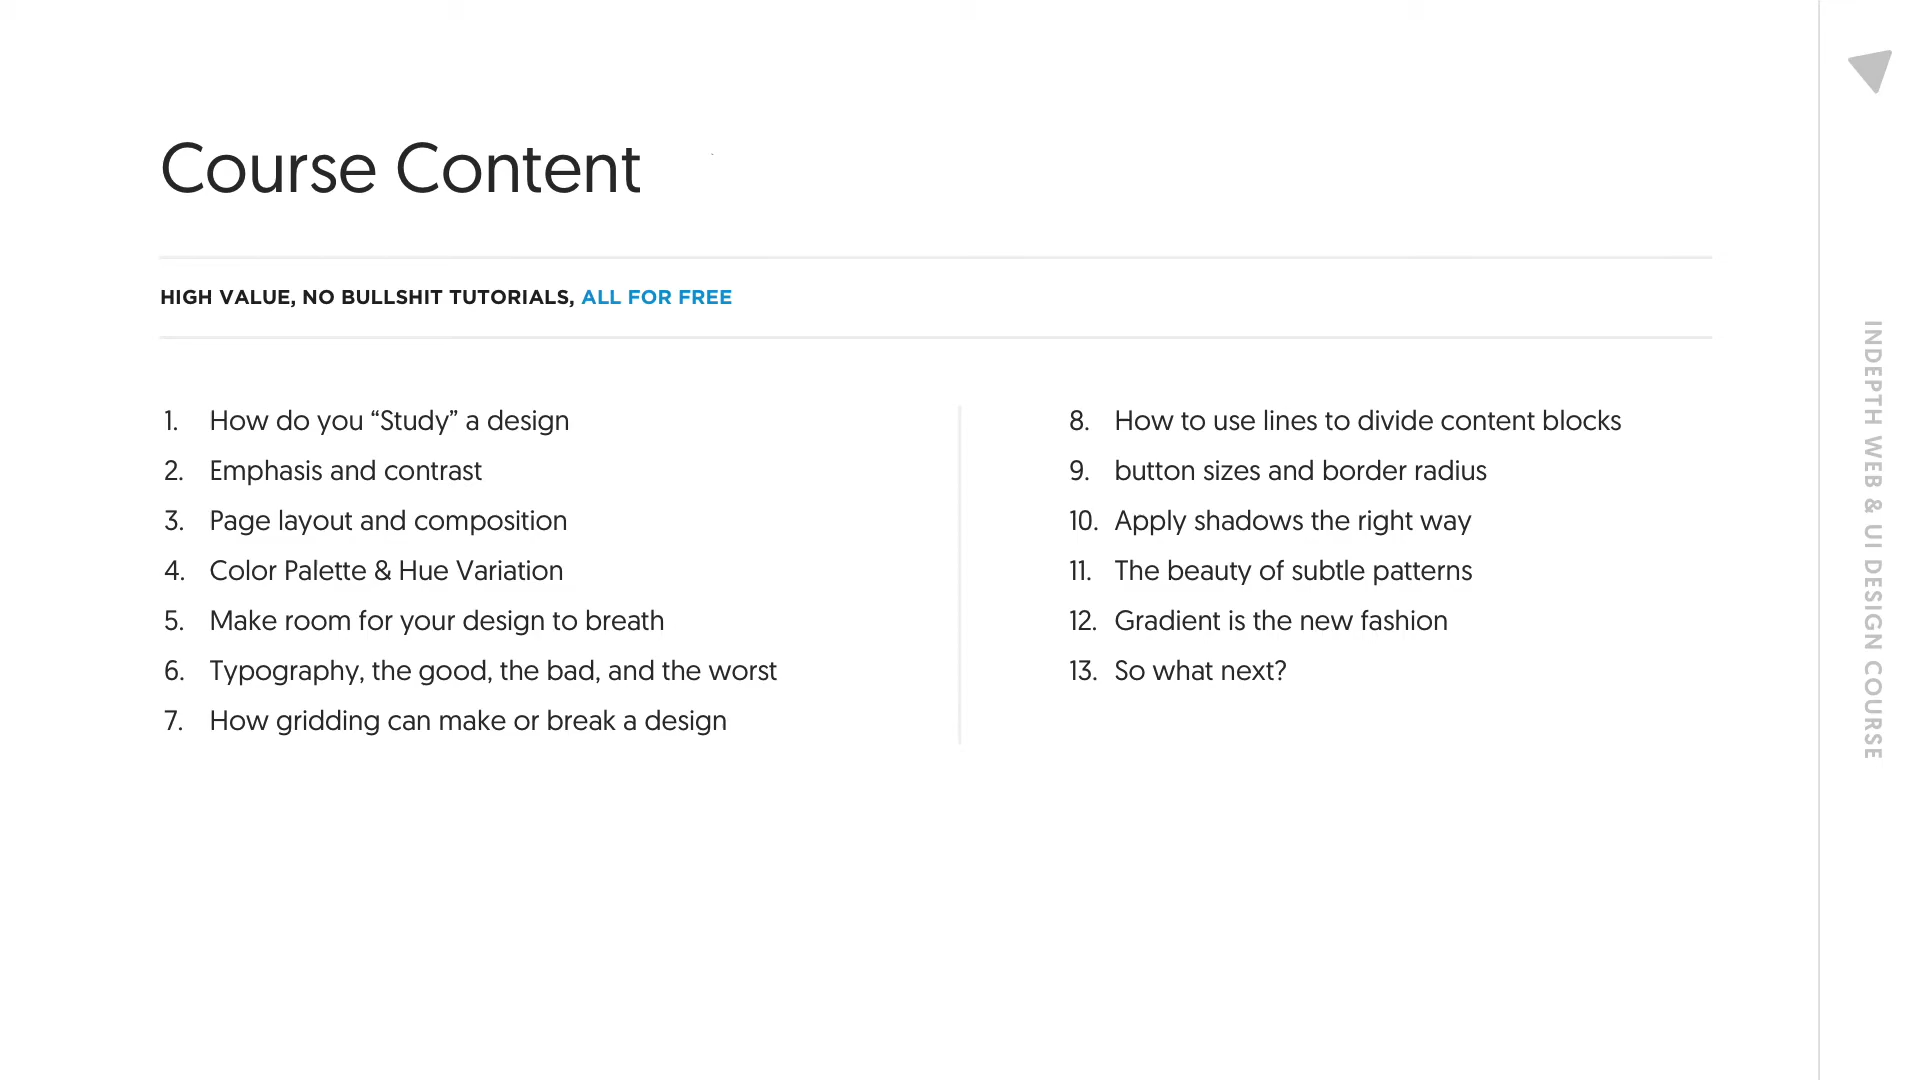 Course Content
HIGH VALUE, NO BULLSHIT TUTORIALS, ALL FOR FREE
1. How do you “Study” a design
2. Emphasis and contrast
3. Page layout and composition
4. Color Palette & Hue Variation
5. Make room for your design to breath
6. Typography, the good, the bad, and the worst
7. How gridding can make or break a design
8. How to use lines to divide content blocks
9. button sizes and border radius
10. Apply shadows the right way
11. The beauty of subtle patterns
12. Gradient is the new fashion
13. So what next?
INDEPTH WEB & UI DESIGN COURSE